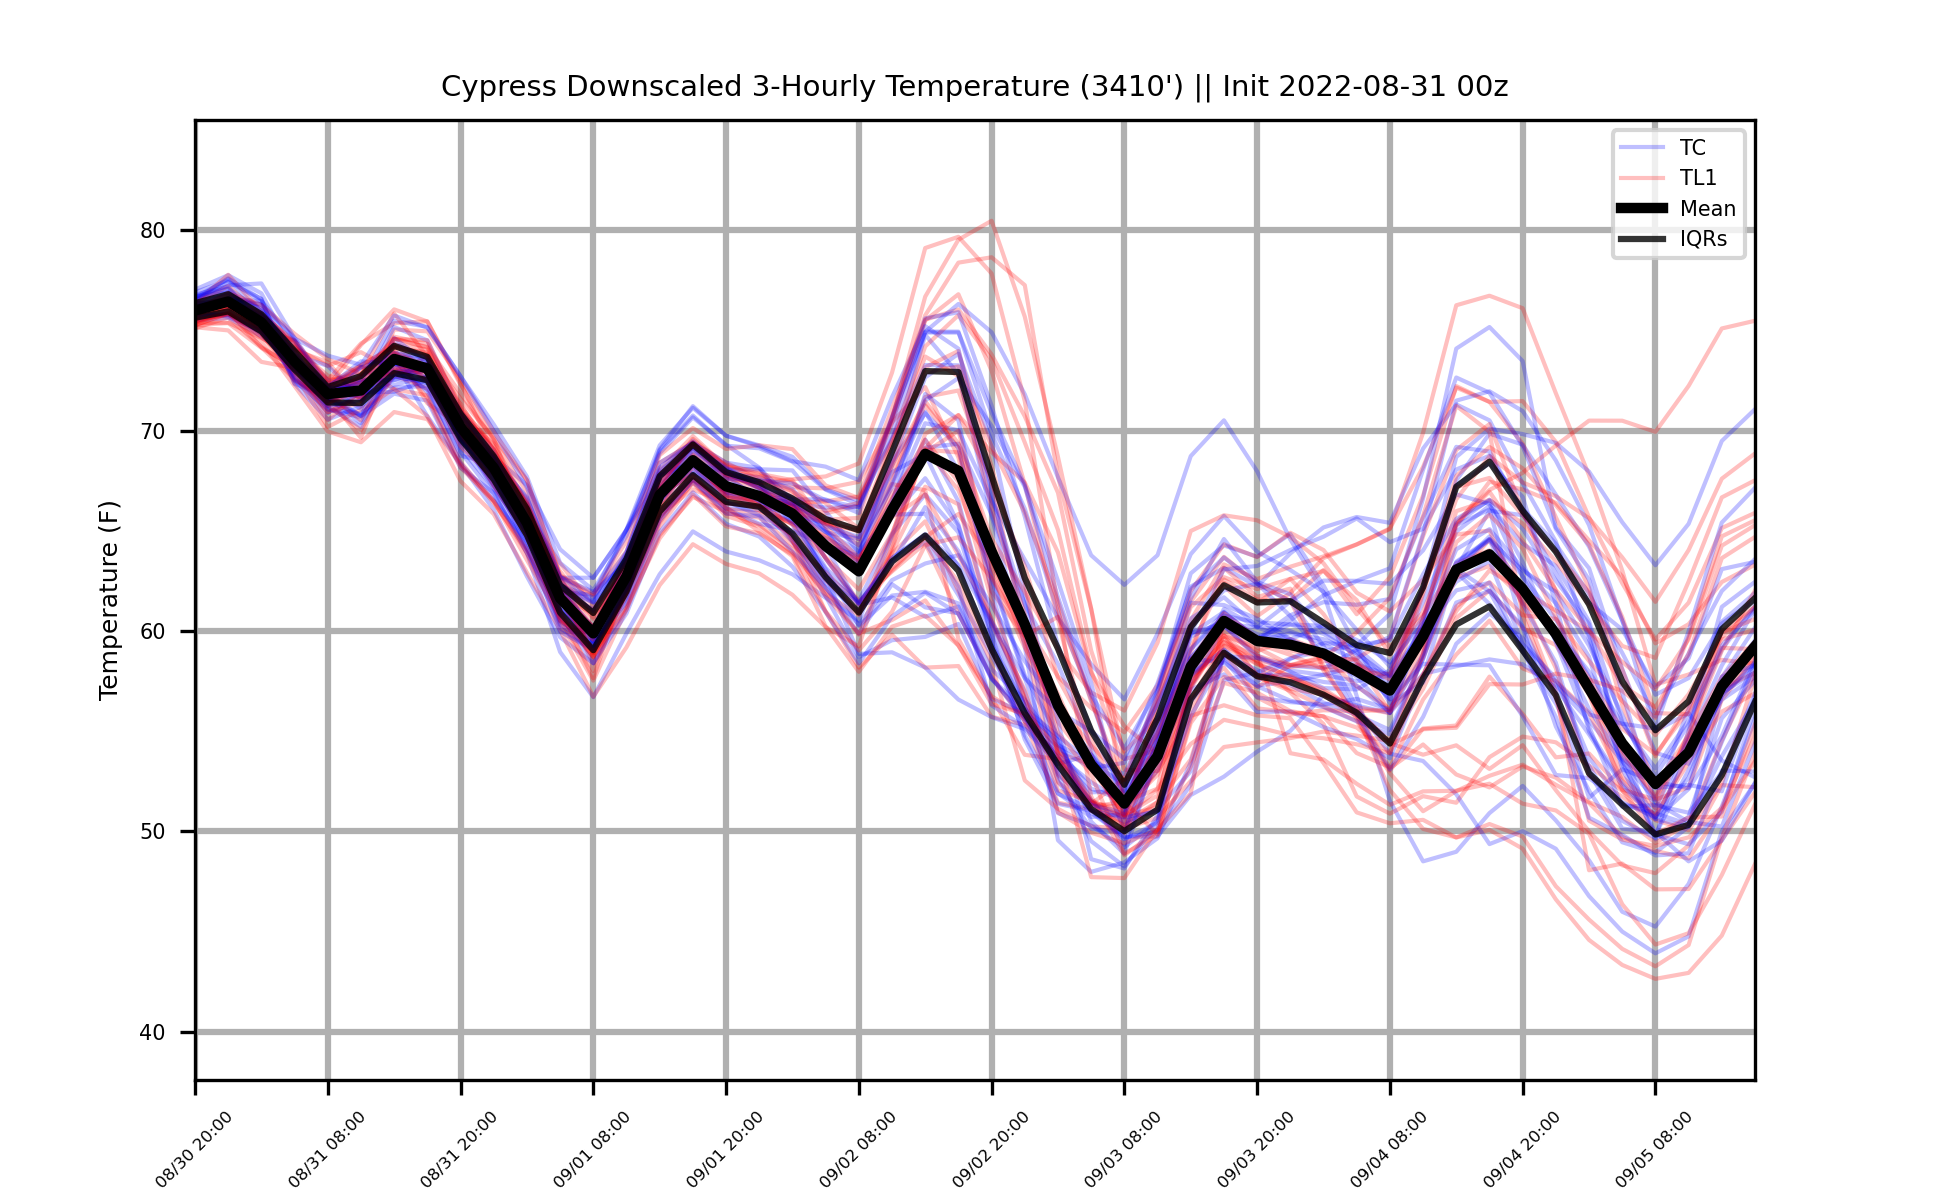 Cypress Downscaled 3-Hourly Temperature (3410') || Init 2022-08-31 00z
TC
TL1
Mean
IQRs
Temperature (F)
80
70
60
50
40
08/30 20:00
08/31 08:00
08/31 20:00
09/01 08:00
09/01 20:00
09/02 08:00
09/02 20:00
09/03 08:00
09/03 20:00
09/04 08:00
09/04 20:00
09/05 08:00